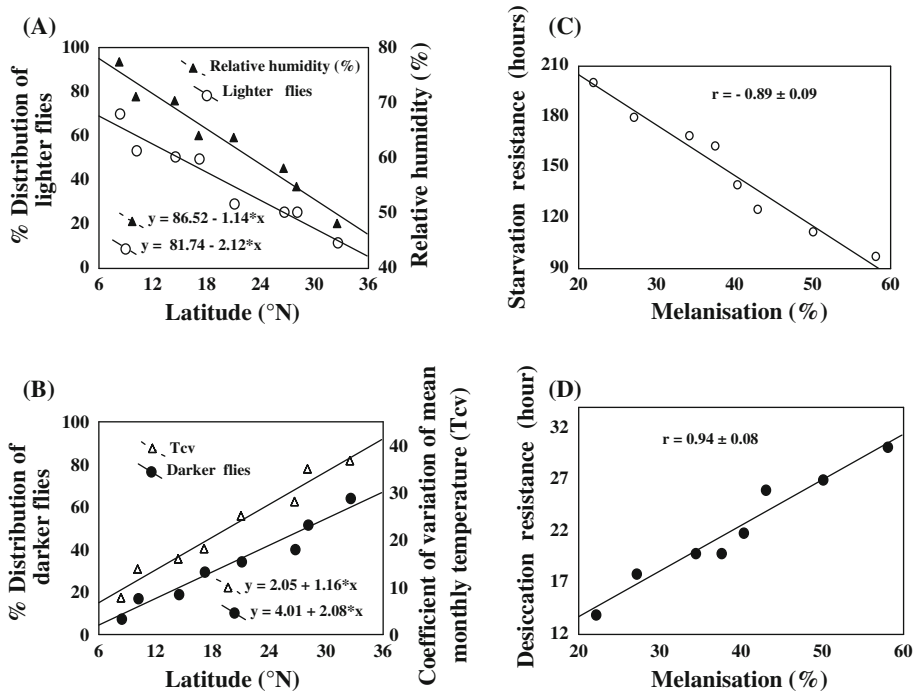 (A)
% Distribution of
lighter flies
100
80
60
40
20
0
Relative humidity (%)
Lighter flies
y = 86.52 - 1.14*x
y = 81.74 - 2.12*x
80
70
60
50
40
Relative humidity (%)
6 12 18 24 30 36
Latitude (°N)
(C)
Starvation resistance (hours)
210
180
150
120
90
r = - 0.89 ± 0.09
20 30 40 50 60
Melanisation (%)
(B)
% Distribution of
darker flies
100
80
60
40
20
0
Tcv
Darker flies
y = 2.05 + 1.16*x
y = 4.01 + 2.08*x
40
30
20
10
0
Coefficient of variation of mean
monthly temperature (Tcv)
6 12 18 24 30 36
Latitude (°N)
(D)
Desiccation resistance (hour)
32
27
22
17
12
r = 0.94 ± 0.08
20 30 40 50 60
Melanisation (%)